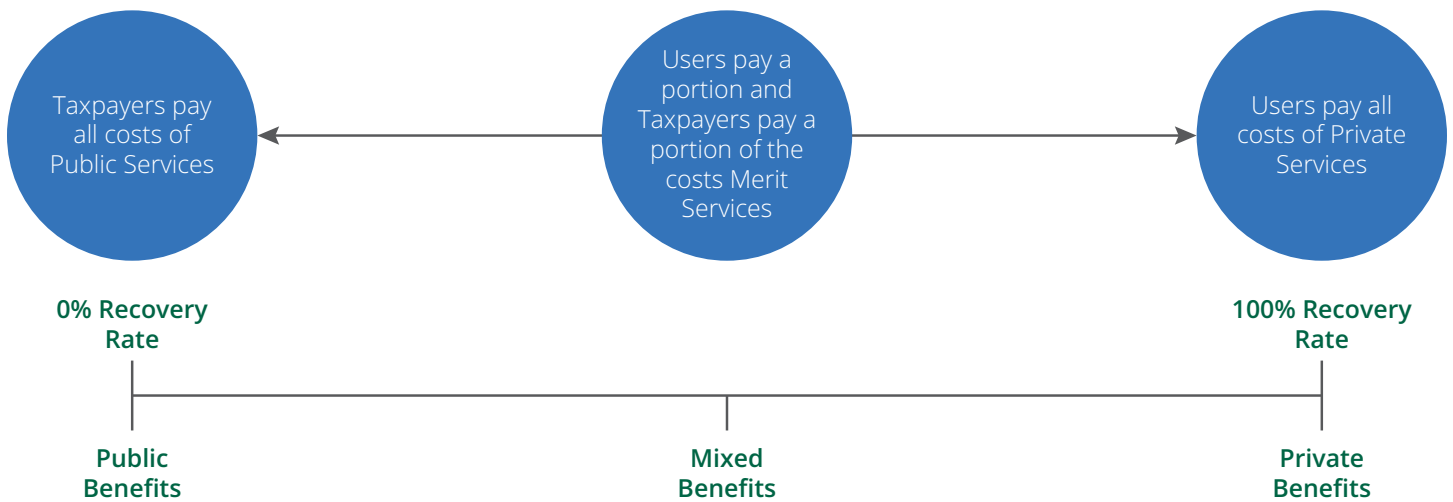 Taxpayers pay
all costs of
Public Services
Users pay a
portion and
Taxpayers pay a
portion of the
costs Merit
Services
Users pay all
costs of Private
Services
0% Recovery
Rate
100% Recovery
Rate
Public
Benefits
Mixed
Benefits
Private
Benefits